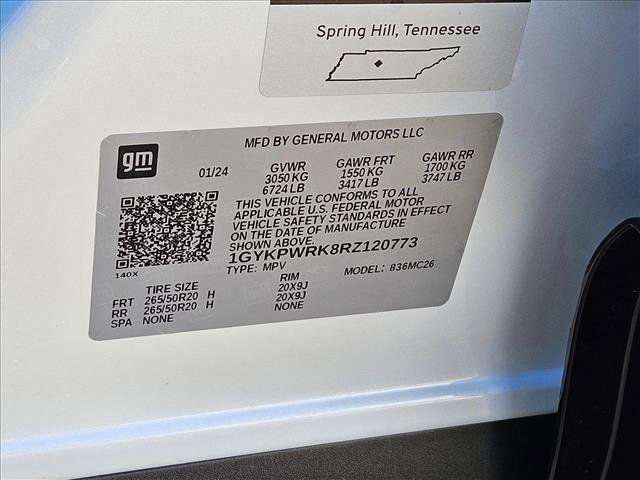 Spring Hill, Tennessee
gm
MFD BY GENERAL MOTORS LLC
01/24
GVWR GAWR FRT GAWR RR
3050 KG 1550 KG 1700 KG
6724 LB 3417 LB 3747 LB
THIS VEHICLE CONFORMS TO ALL
APPLICABLE U.S. FEDERAL MOTOR
VEHICLE SAFETY STANDARDS IN EFFECT
ON THE DATE OF MANUFACTURE
SHOWN ABOVE.
1GYKPWRK8RZ120773
140X
TYPE: MPV MODEL: 836MC26
TIRE SIZE RIM
FRT 265/50R20 H 20X9J
RR 265/50R20 H 20X9J
SPA NONE NONE